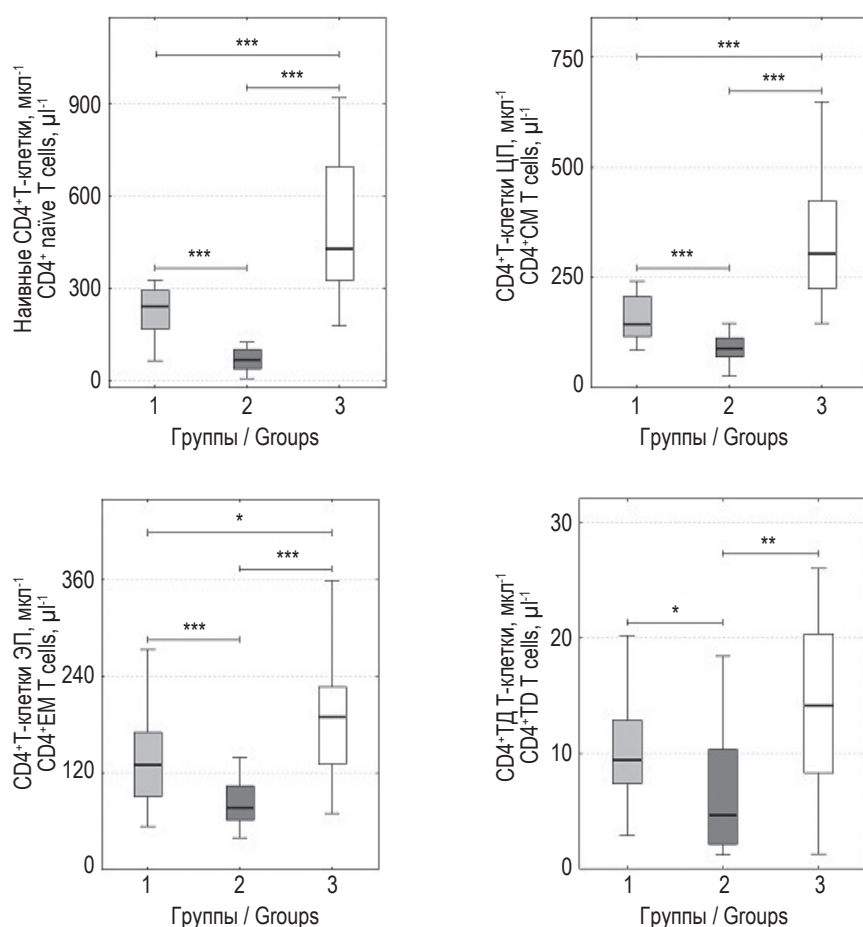 Наивные CD4⁺Т-клетки, мкл⁻¹
CD4⁺ naïve T cells, µl⁻¹
900
600
300
0
***
***
***
1 2 3
Группы / Groups
CD4⁺Т-клетки ЦП, мкл⁻¹
CD4⁺CM T cells, µl⁻¹
750
500
250
0
***
***
***
1 2 3
Группы / Groups
CD4⁺Т-клетки ЭП, мкл⁻¹
CD4⁺EM T cells, µl⁻¹
360
240
120
0
*
***
***
1 2 3
Группы / Groups
CD4⁺ТД Т-клетки, мкл⁻¹
CD4⁺TD T cells, µl⁻¹
30
20
10
0
**
*
1 2 3
Группы / Groups